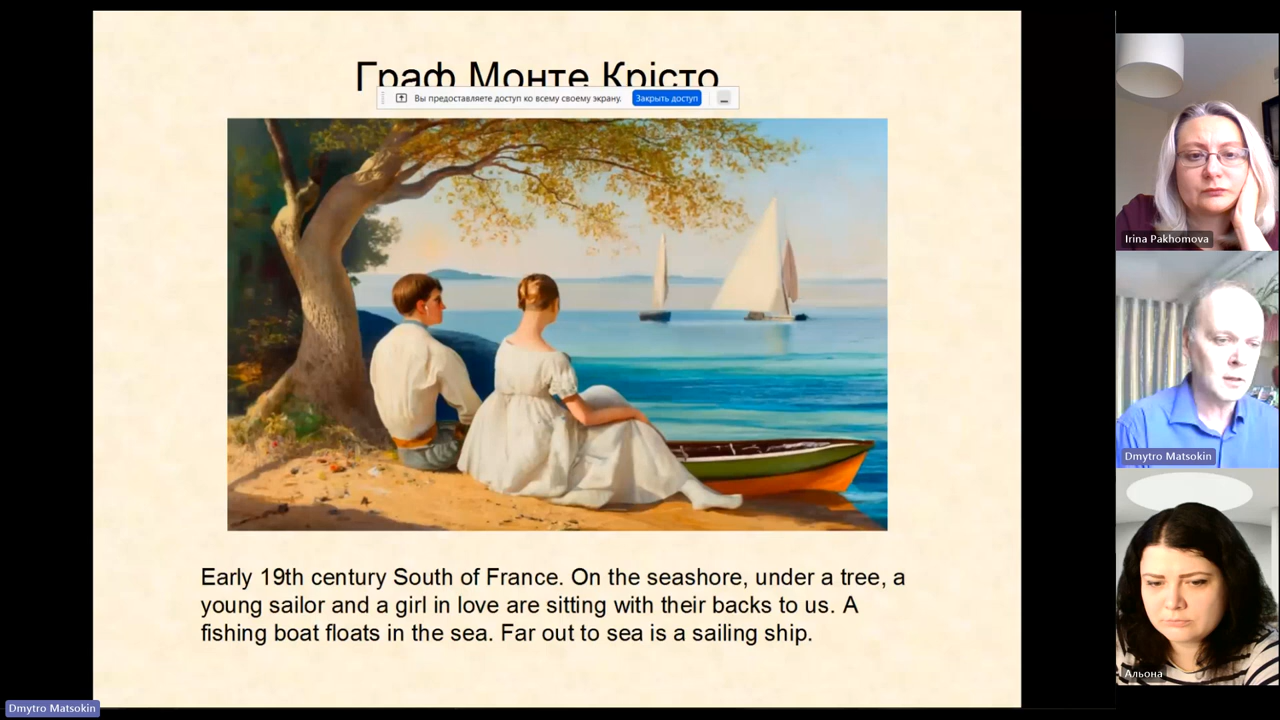 Граф Монте Крісто
Вы предоставляете доступ ко всему своему экрану. Закрыть доступ
Early 19th century South of France. On the seashore, under a tree, a
young sailor and a girl in love are sitting with their backs to us. A
fishing boat floats in the sea. Far out to sea is a sailing ship.
Irina Pakhomova
Dmytro Matsokin
Альона
Dmytro Matsokin